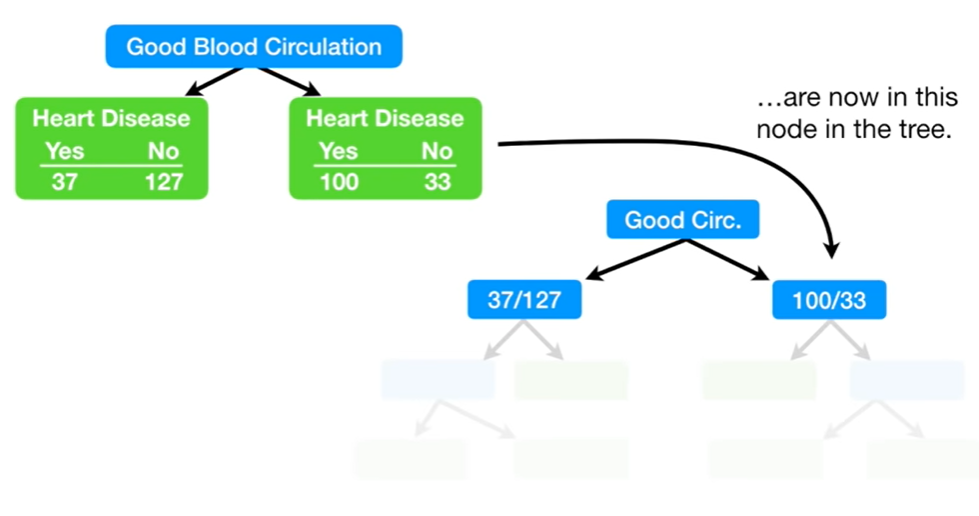 Good Blood Circulation
Heart Disease
Yes No
37 127
Heart Disease
Yes No
100 33
…are now in this
node in the tree.
Good Circ.
37/127
100/33